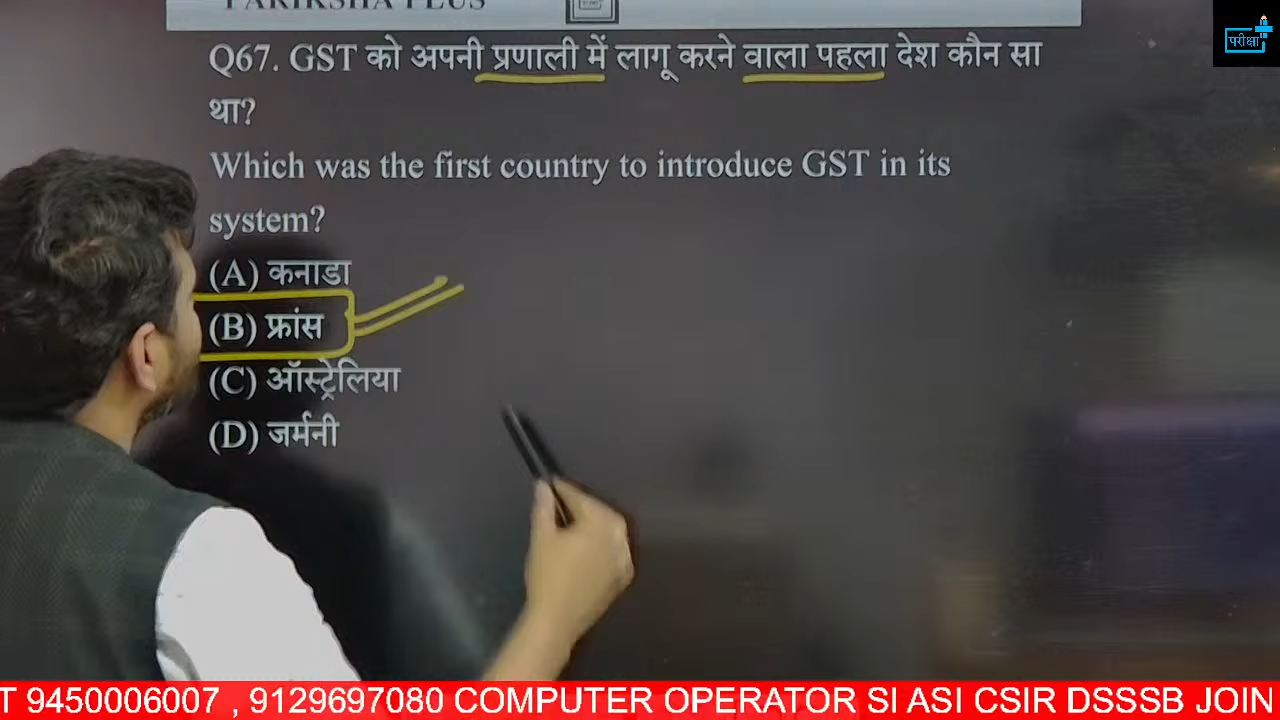 PARIKSHA PLUS
परीक्षा
Q67. GST को अपनी प्रणाली में लागू करने वाला पहला देश कौन सा
था?
Which was the first country to introduce GST in its
system?
(A) कनाडा
(B) फ्रांस
(C) ऑस्ट्रेलिया
(D) जर्मनी
T 9450006007 , 9129697080 COMPUTER OPERATOR SI ASI CSIR DSSSB JOIN